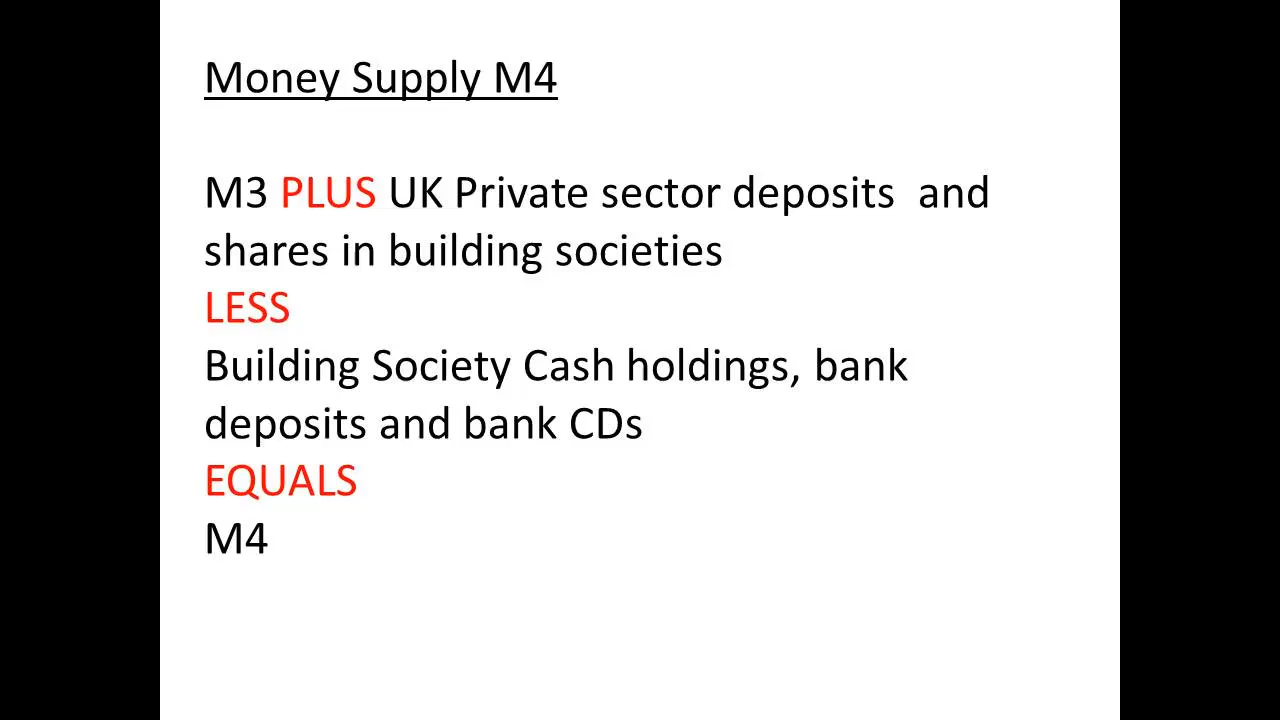 Money Supply M4
M3 PLUS UK Private sector deposits  and
shares in building societies
LESS
Building Society Cash holdings, bank
deposits and bank CDs
EQUALS
M4